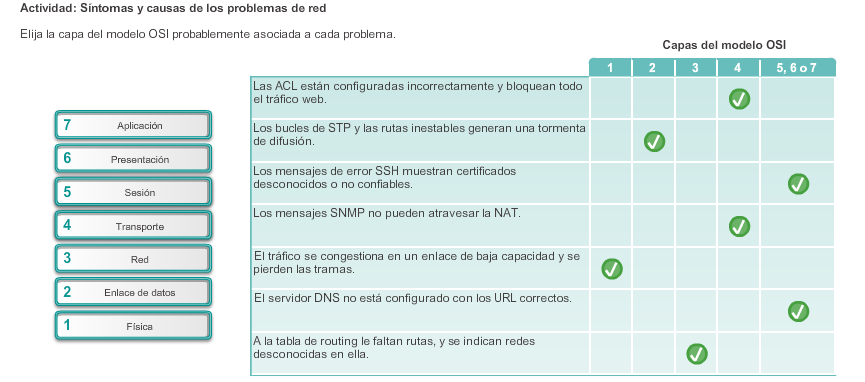 Actividad: Síntomas y causas de los problemas de red
Elija la capa del modelo OSI probablemente asociada a cada problema.
Capas del modelo OSI
1 2 3 4 5, 6 o 7
Las ACL están configuradas incorrectamente y bloquean todo
el tráfico web.
Los bucles de STP y las rutas inestables generan una tormenta
de difusión.
Los mensajes de error SSH muestran certificados
desconocidos o no confiables.
Los mensajes SNMP no pueden atravesar la NAT.
El tráfico se congestiona en un enlace de baja capacidad y se
pierden las tramas.
El servidor DNS no está configurado con los URL correctos.
A la tabla de routing le faltan rutas, y se indican redes
desconocidas en ella.
7 Aplicación
6 Presentación
5 Sesión
4 Transporte
3 Red
2 Enlace de datos
1 Física